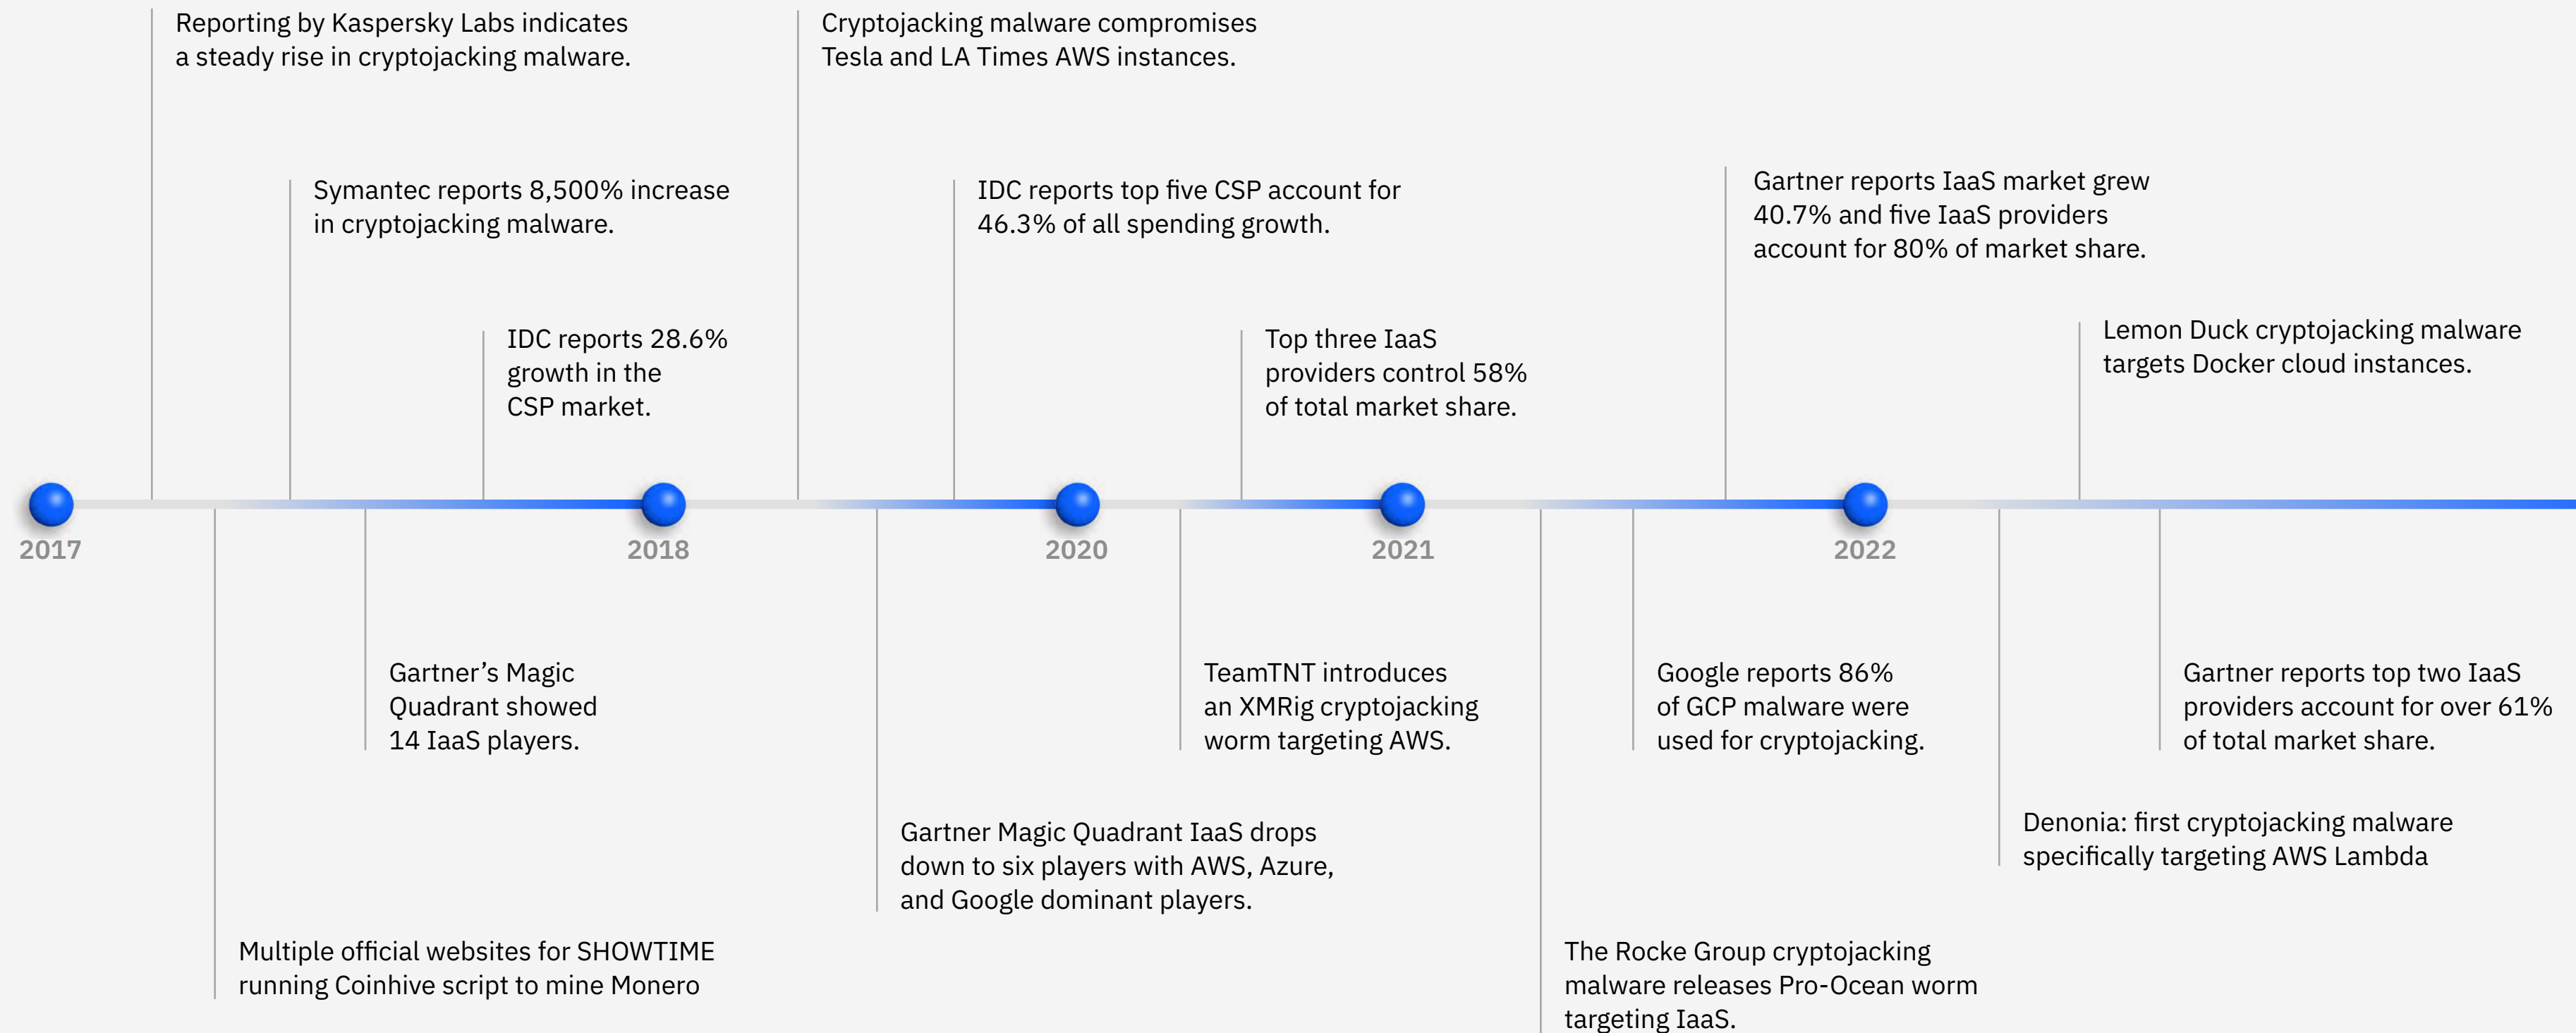 Reporting by Kaspersky Labs indicates
a steady rise in cryptojacking malware.
Cryptojacking malware compromises
Tesla and LA Times AWS instances.
Symantec reports 8,500% increase
in cryptojacking malware.
IDC reports top five CSP account for
46.3% of all spending growth.
Gartner reports IaaS market grew
40.7% and five IaaS providers
account for 80% of market share.
IDC reports 28.6%
growth in the
CSP market.
Top three IaaS
providers control 58%
of total market share.
Lemon Duck cryptojacking malware
targets Docker cloud instances.
2017
2018
2020
2021
2022
Gartner’s Magic
Quadrant showed
14 IaaS players.
TeamTNT introduces
an XMRig cryptojacking
worm targeting AWS.
Google reports 86%
of GCP malware were
used for cryptojacking.
Gartner reports top two IaaS
providers account for over 61%
of total market share.
Gartner Magic Quadrant IaaS drops
down to six players with AWS, Azure,
and Google dominant players.
Denonia: first cryptojacking malware
specifically targeting AWS Lambda
Multiple official websites for SHOWTIME
running Coinhive script to mine Monero
The Rocke Group cryptojacking
malware releases Pro-Ocean worm
targeting IaaS.